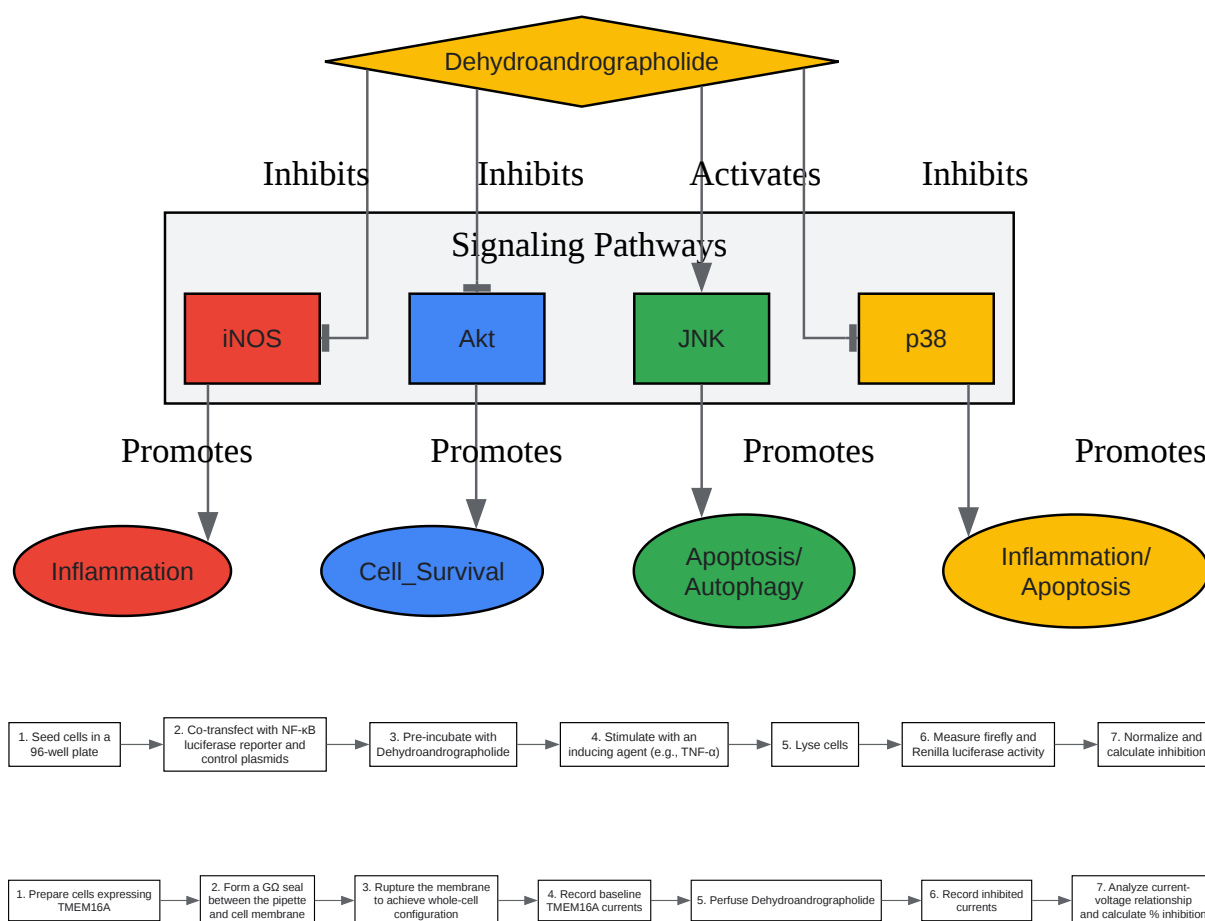 Dehydroandrographolide
Inhibits
Inhibits
Activates
Inhibits
Signaling Pathways
iNOS
Akt
JNK
p38
Promotes
Promotes
Promotes
Promotes
Inflammation
Cell_Survival
Apoptosis/
Autophagy
Inflammation/
Apoptosis
1. Seed cells in a
96-well plate
2. Co-transfect with NF-κB
luciferase reporter and
control plasmids
3. Pre-incubate with
Dehydroandrographolide
4. Stimulate with an
inducing agent (e.g., TNF-α)
5. Lyse cells
6. Measure firefly and
Renilla luciferase activity
7. Normalize and
calculate inhibition
1. Prepare cells expressing
TMEM16A
2. Form a GΩ seal
between the pipette
and cell membrane
3. Rupture the membrane
to achieve whole-cell
configuration
4. Record baseline
TMEM16A currents
5. Perfuse Dehydroandrographolide
6. Record inhibited
currents
7. Analyze current-
voltage relationship
and calculate % inhibition